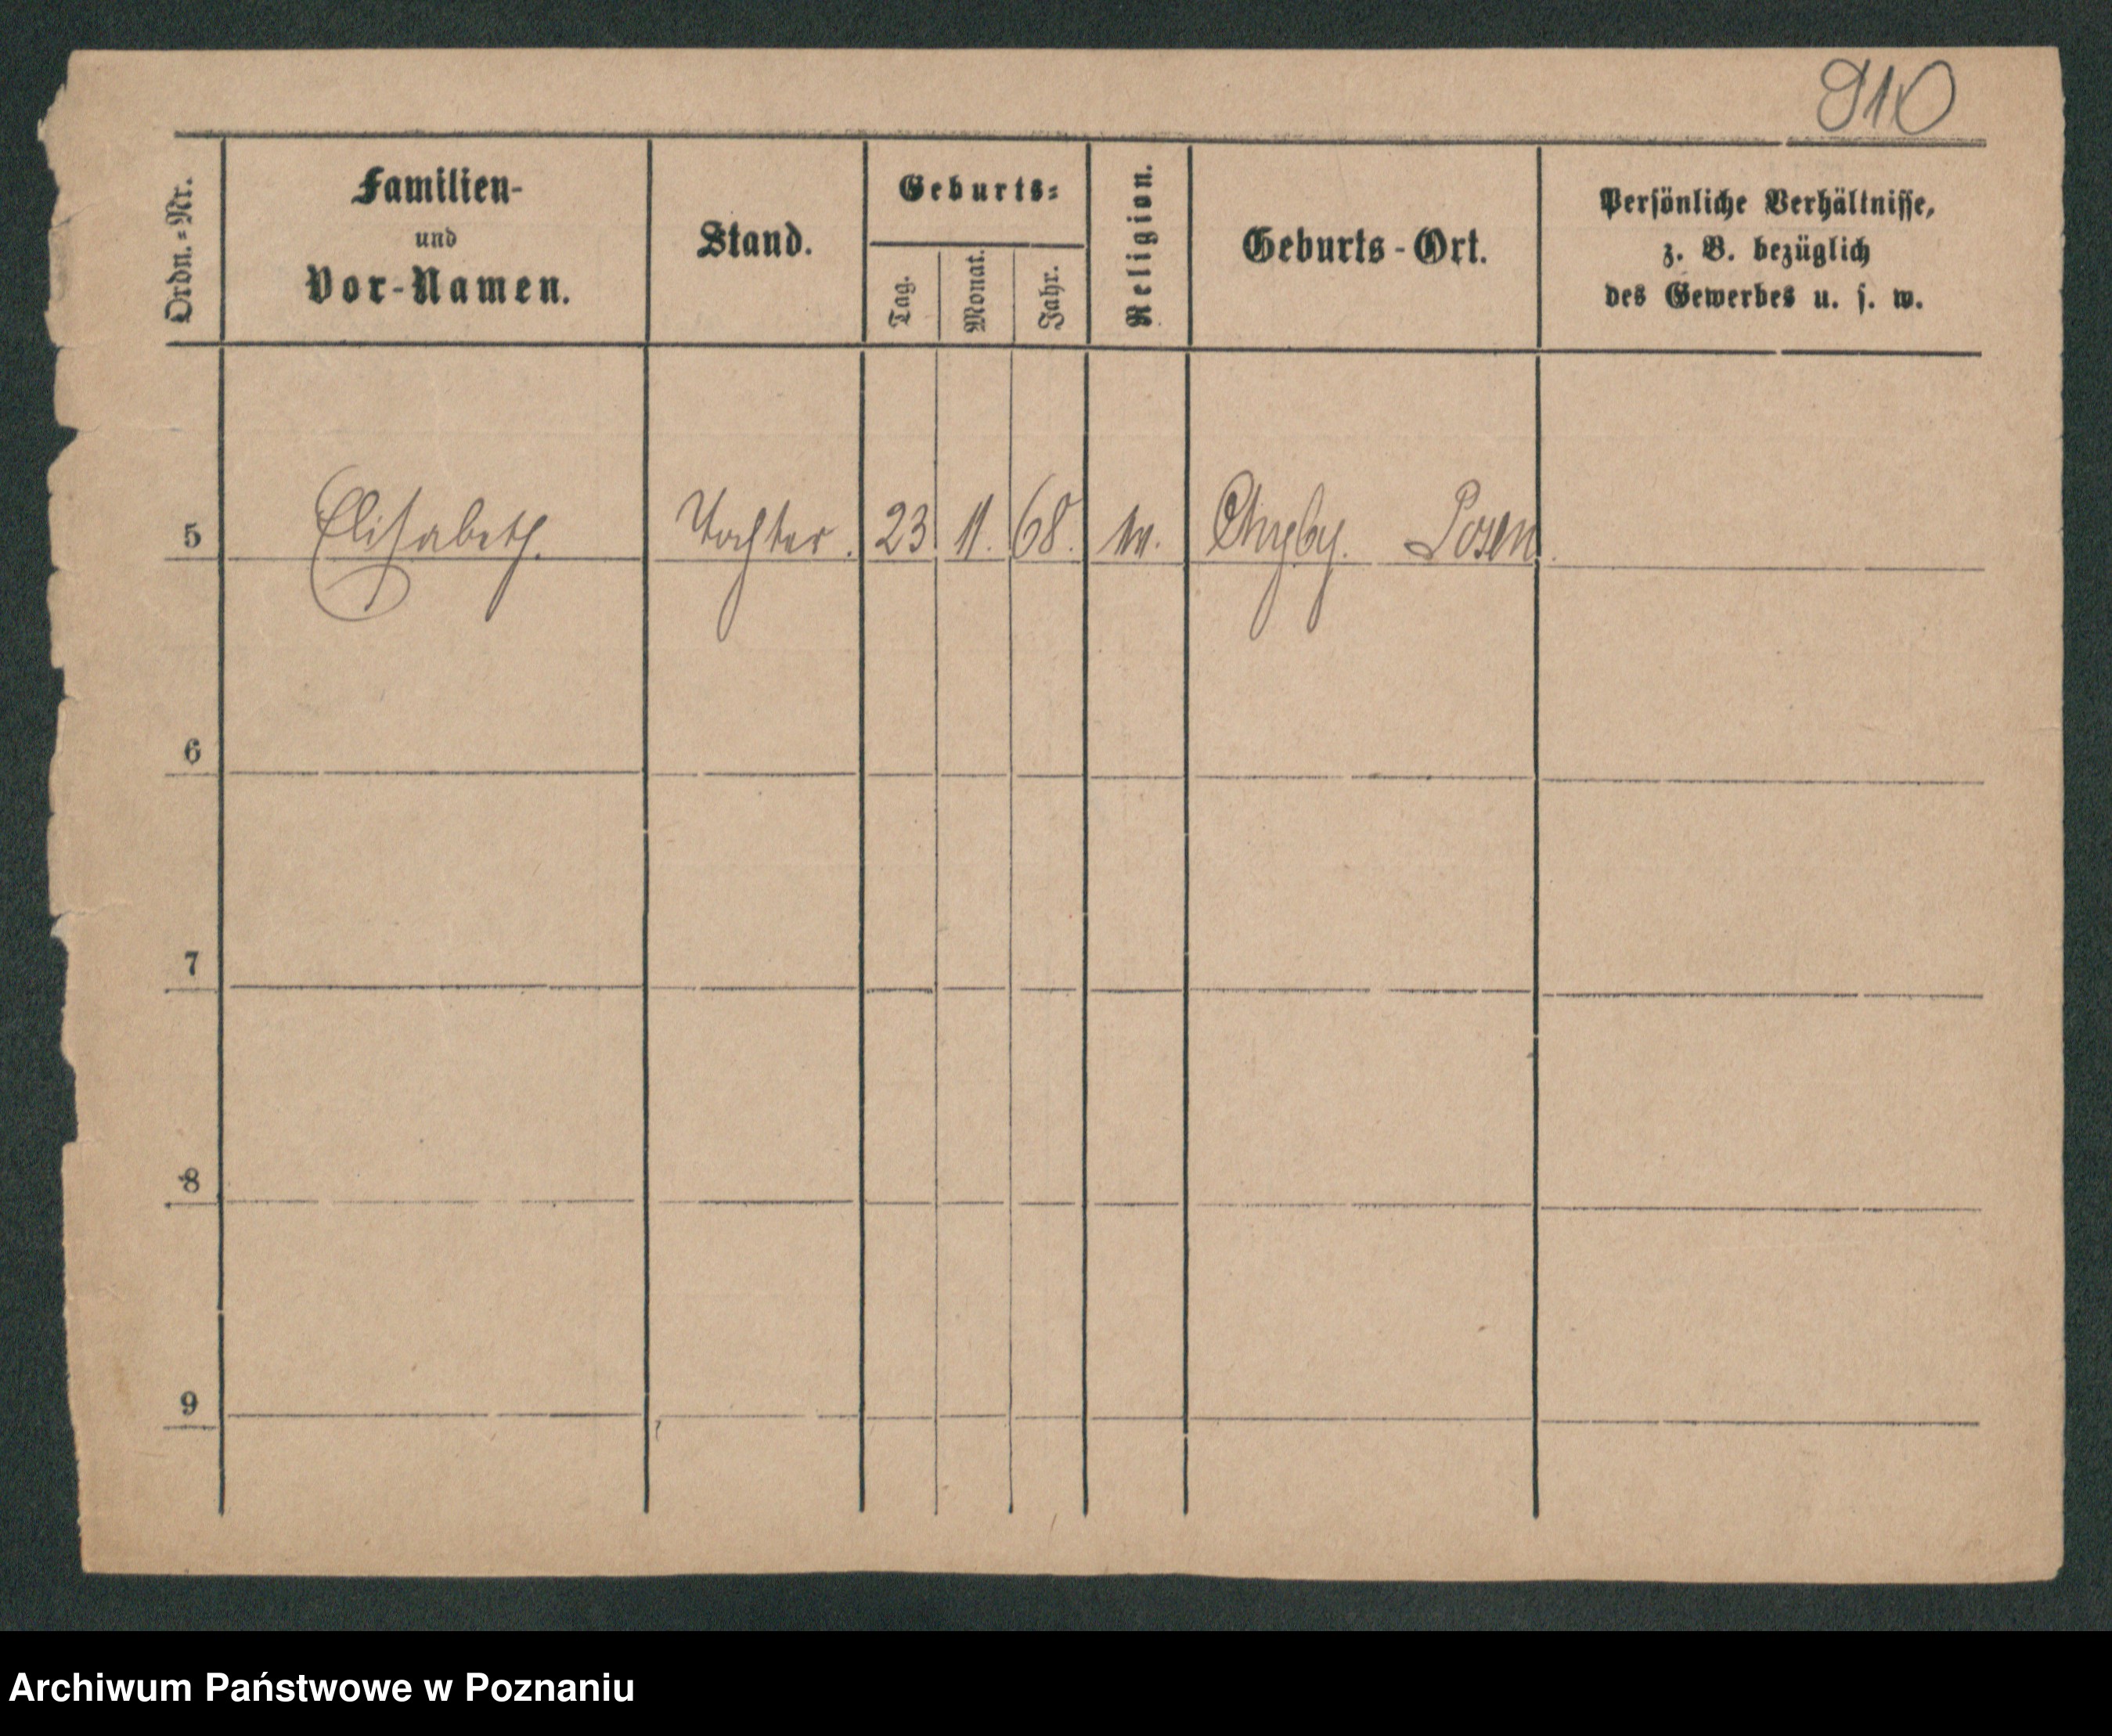 910
Ordn.-Nr.
Familien-
und
Vor-Namen.
Stand.
Geburts-
Tag.
Monat.
Jahr.
Religion.
Geburts-Ort.
Persönliche Verhältnisse,
z. B. bezüglich
des Gewerbes u. s. w.
5 Elisabeth. Tochter. 23. 11. 68. Posen.
6
7
8
9
Archiwum Państwowe w Poznaniu